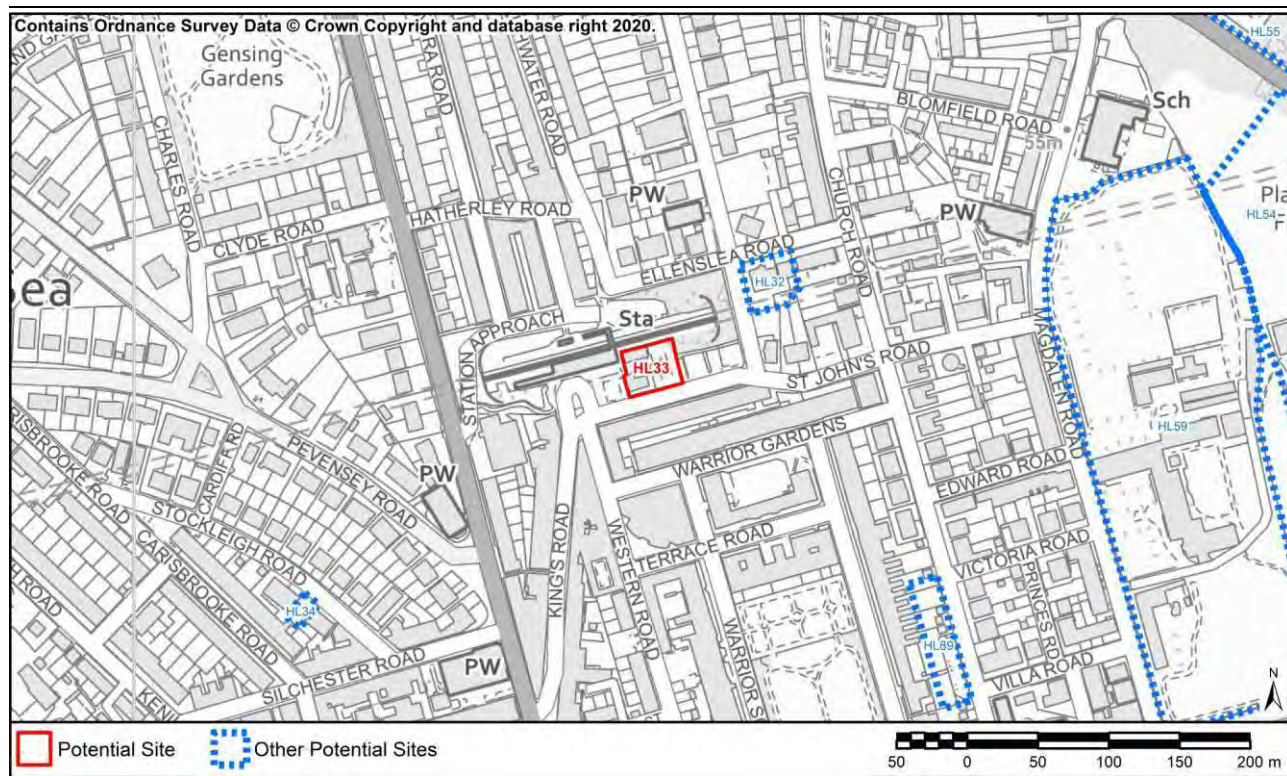 Contains Ordnance Survey Data © Crown Copyright and database right 2020.
HL55
Gensing
Gardens
CHARLES ROAD
BLOMFIELD ROAD
Sch
55m
PW
CHURCH ROAD
PW
HATHERLEY ROAD
CLYDE ROAD
HL54
ELLENSLEA ROAD
HL32
STATION APPROACH
Sta
HL33
MAGDALEN ROAD
ST JOHN'S ROAD
HL59
WARRIOR GARDENS
CARDIFF RD
PEVENSEY ROAD
PW
EDWARD ROAD
STOCKLEIGH ROAD
CARISBROOKE ROAD
KING'S ROAD
WESTERN ROAD
TERRACE ROAD
VICTORIA ROAD
PRINCES RD
HL34
HL89
SILCHESTER ROAD
PW
VILLA ROAD
N
Potential Site
Other Potential Sites
50 0 50 100 150 200 m